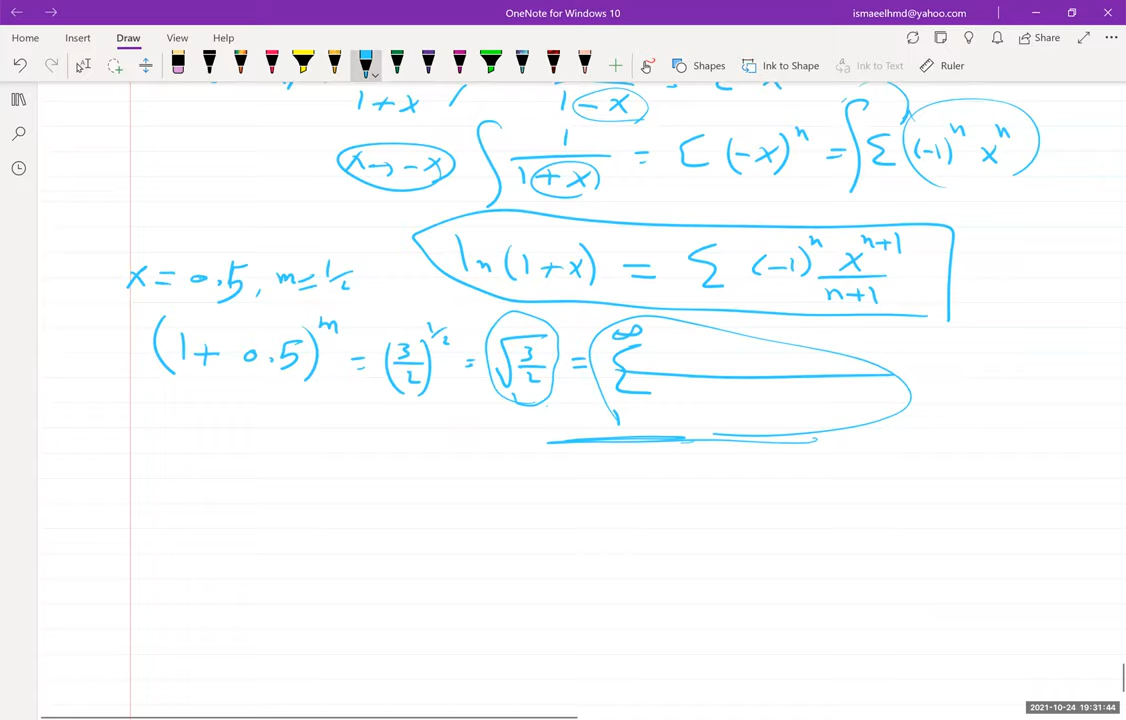 OneNote for Windows 10
ismaeelhmd@yahoo.com
Home Insert Draw View Help
Share
Shapes Ink to Shape Ink to Text Ruler
1+x
1-x
x→-x ∫ 1/(1+x) = Σ (-x)^n = ∫ Σ (-1)^n x^n
ln(1+x) = Σ (-1)^n x^(n+1)/(n+1)
x = 0.5, m = 1/2
(1+0.5)^m = (3/2)^(1/2) = √(3/2) = Σ ∞
2021-10-24 19:31:44